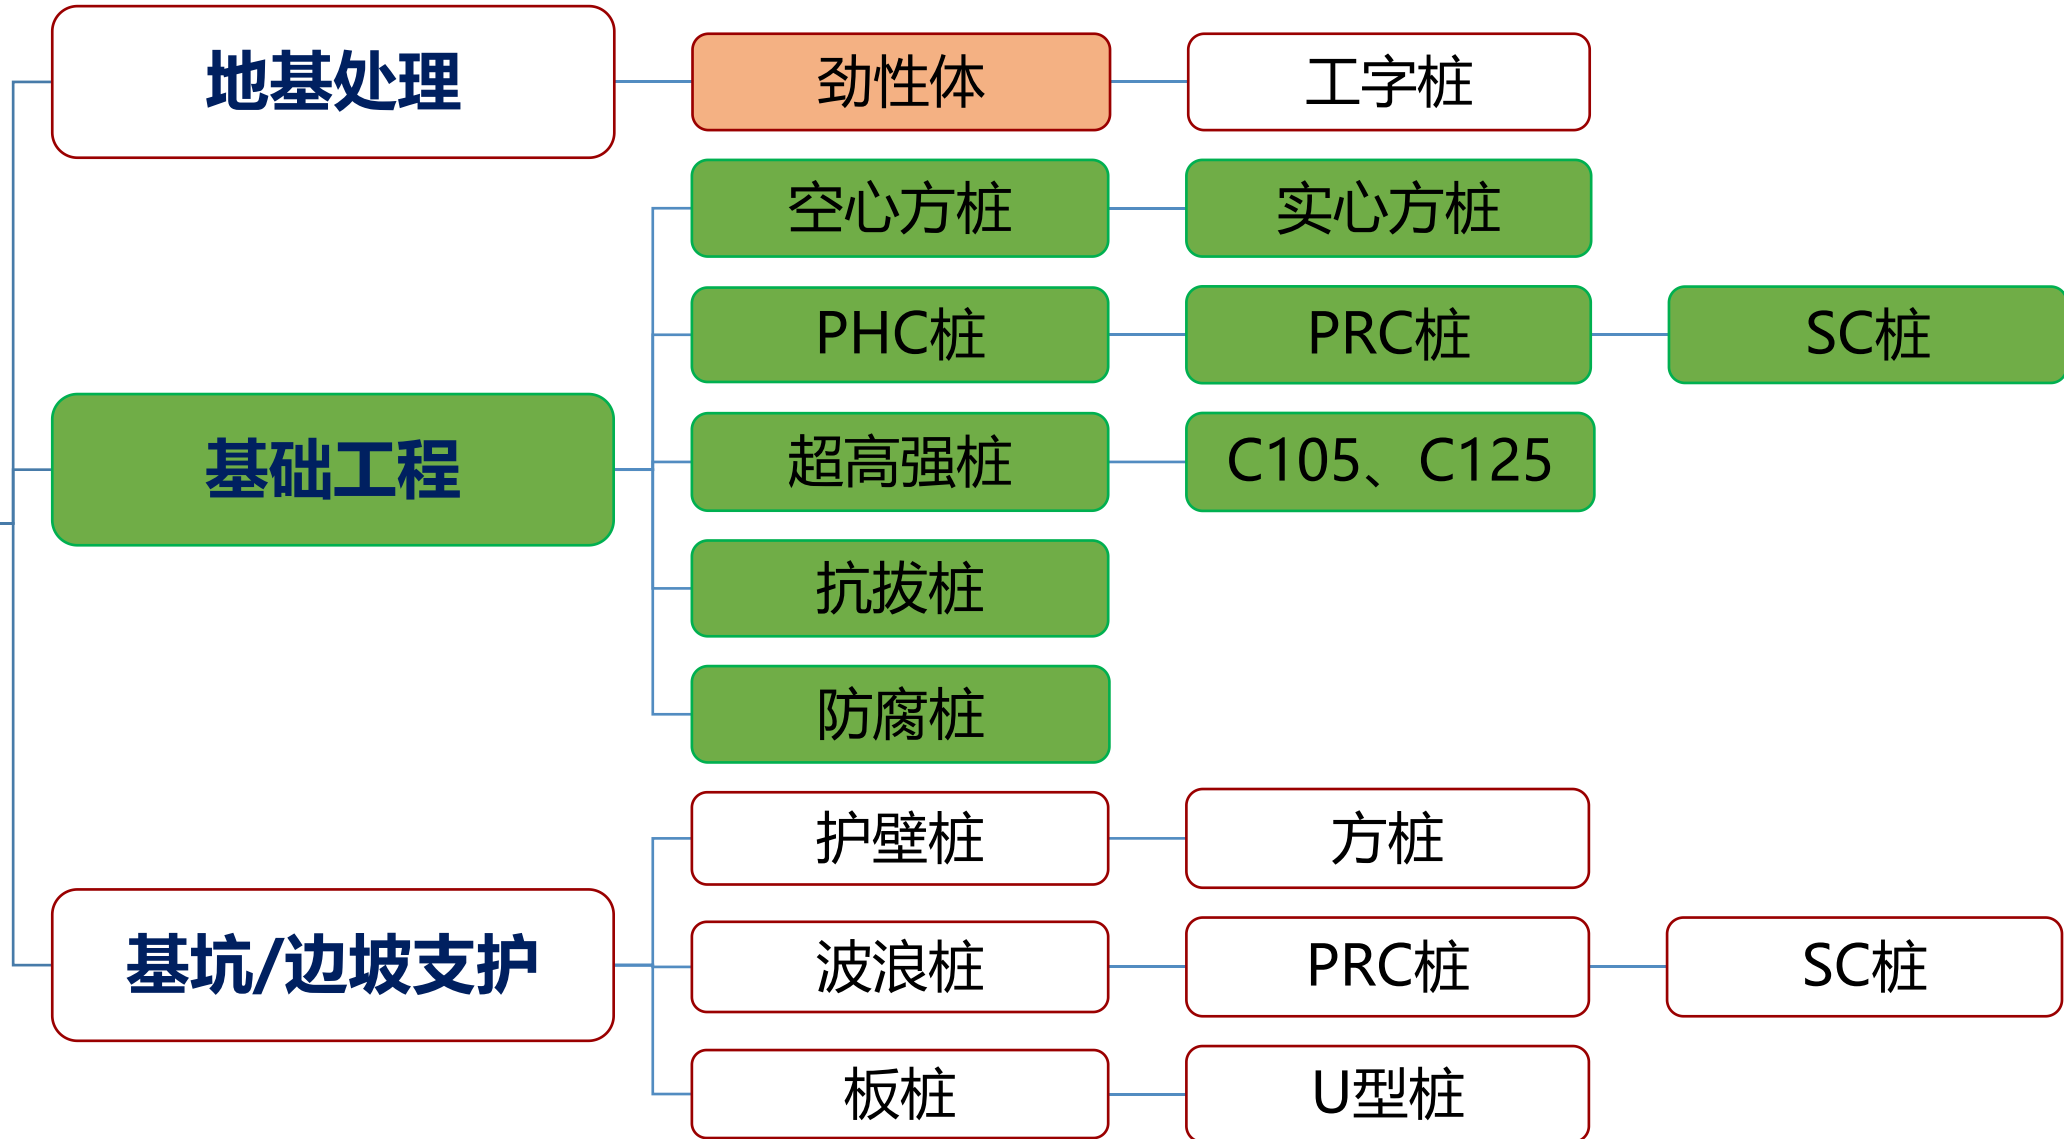 地基处理
劲性体
工字桩
空心方桩
实心方桩
PHC桩
PRC桩
SC桩
基础工程
超高强桩
C105、C125
抗拔桩
防腐桩
护壁桩
方桩
基坑/边坡支护
波浪桩
PRC桩
SC桩
板桩
U型桩